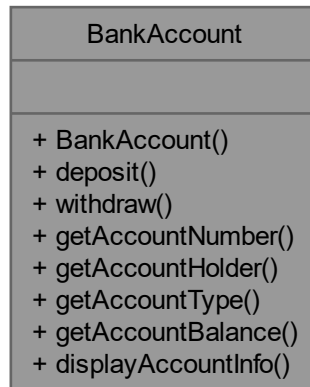 BankAccount
+ BankAccount()
+ deposit()
+ withdraw()
+ getAccountNumber()
+ getAccountHolder()
+ getAccountType()
+ getAccountBalance()
+ displayAccountInfo()